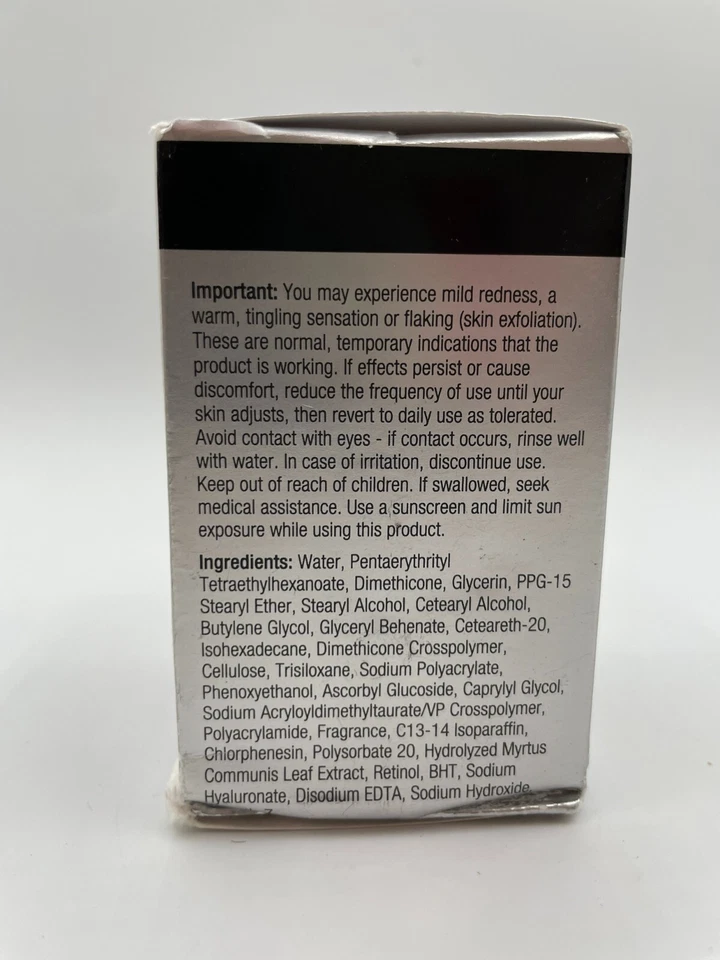 Important: You may experience mild redness, a
warm, tingling sensation or flaking (skin exfoliation).
These are normal, temporary indications that the
product is working. If effects persist or cause
discomfort, reduce the frequency of use until your
skin adjusts, then revert to daily use as tolerated.
Avoid contact with eyes - if contact occurs, rinse well
with water. In case of irritation, discontinue use.
Keep out of reach of children. If swallowed, seek
medical assistance. Use a sunscreen and limit sun
exposure while using this product.
Ingredients: Water, Pentaerythrityl
Tetraethylhexanoate, Dimethicone, Glycerin, PPG-15
Stearyl Ether, Stearyl Alcohol, Cetearyl Alcohol,
Butylene Glycol, Glyceryl Behenate, Ceteareth-20,
Isohexadecane, Dimethicone Crosspolymer,
Cellulose, Trisiloxane, Sodium Polyacrylate,
Phenoxyethanol, Ascorbyl Glucoside, Caprylyl Glycol,
Sodium Acryloyldimethyltaurate/VP Crosspolymer,
Polyacrylamide, Fragrance, C13-14 Isoparaffin,
Chlorphenesin, Polysorbate 20, Hydrolyzed Myrtus
Communis Leaf Extract, Retinol, BHT, Sodium
Hyaluronate, Disodium EDTA, Sodium Hydroxide